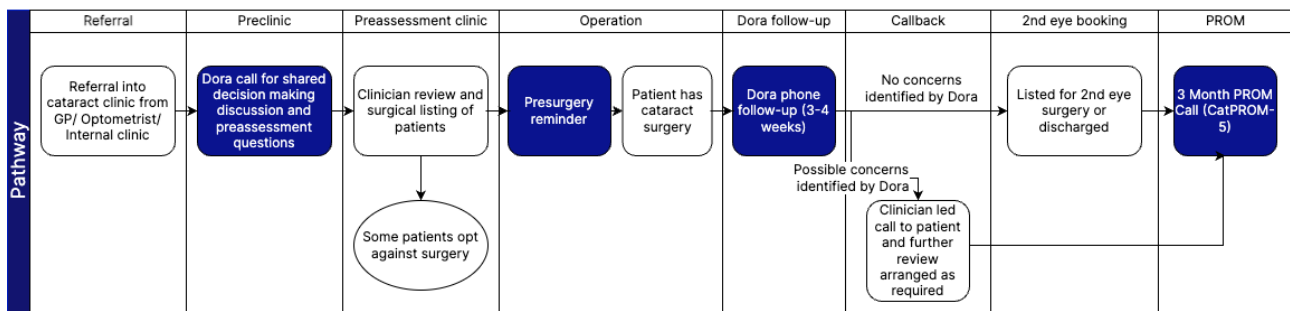 Referral
Preclinic
Preassessment clinic
Operation
Dora follow-up
Callback
2nd eye booking
PROM
Pathway
Referral into
cataract clinic from
GP/ Optometrist/
Internal clinic
Dora call for shared
decision making
discussion and
preassessment
questions
Clinician review and
surgical listing of
patients
Some patients opt
against surgery
Presurgery
reminder
Patient has
cataract
surgery
Dora phone
follow-up (3-4
weeks)
No concerns
identified by Dora
Possible concerns
identified by Dora
Clinician led
call to patient
and further
review
arranged as
required
Listed for 2nd eye
surgery or
discharged
3 Month PROM
Call (CatPROM-
5)